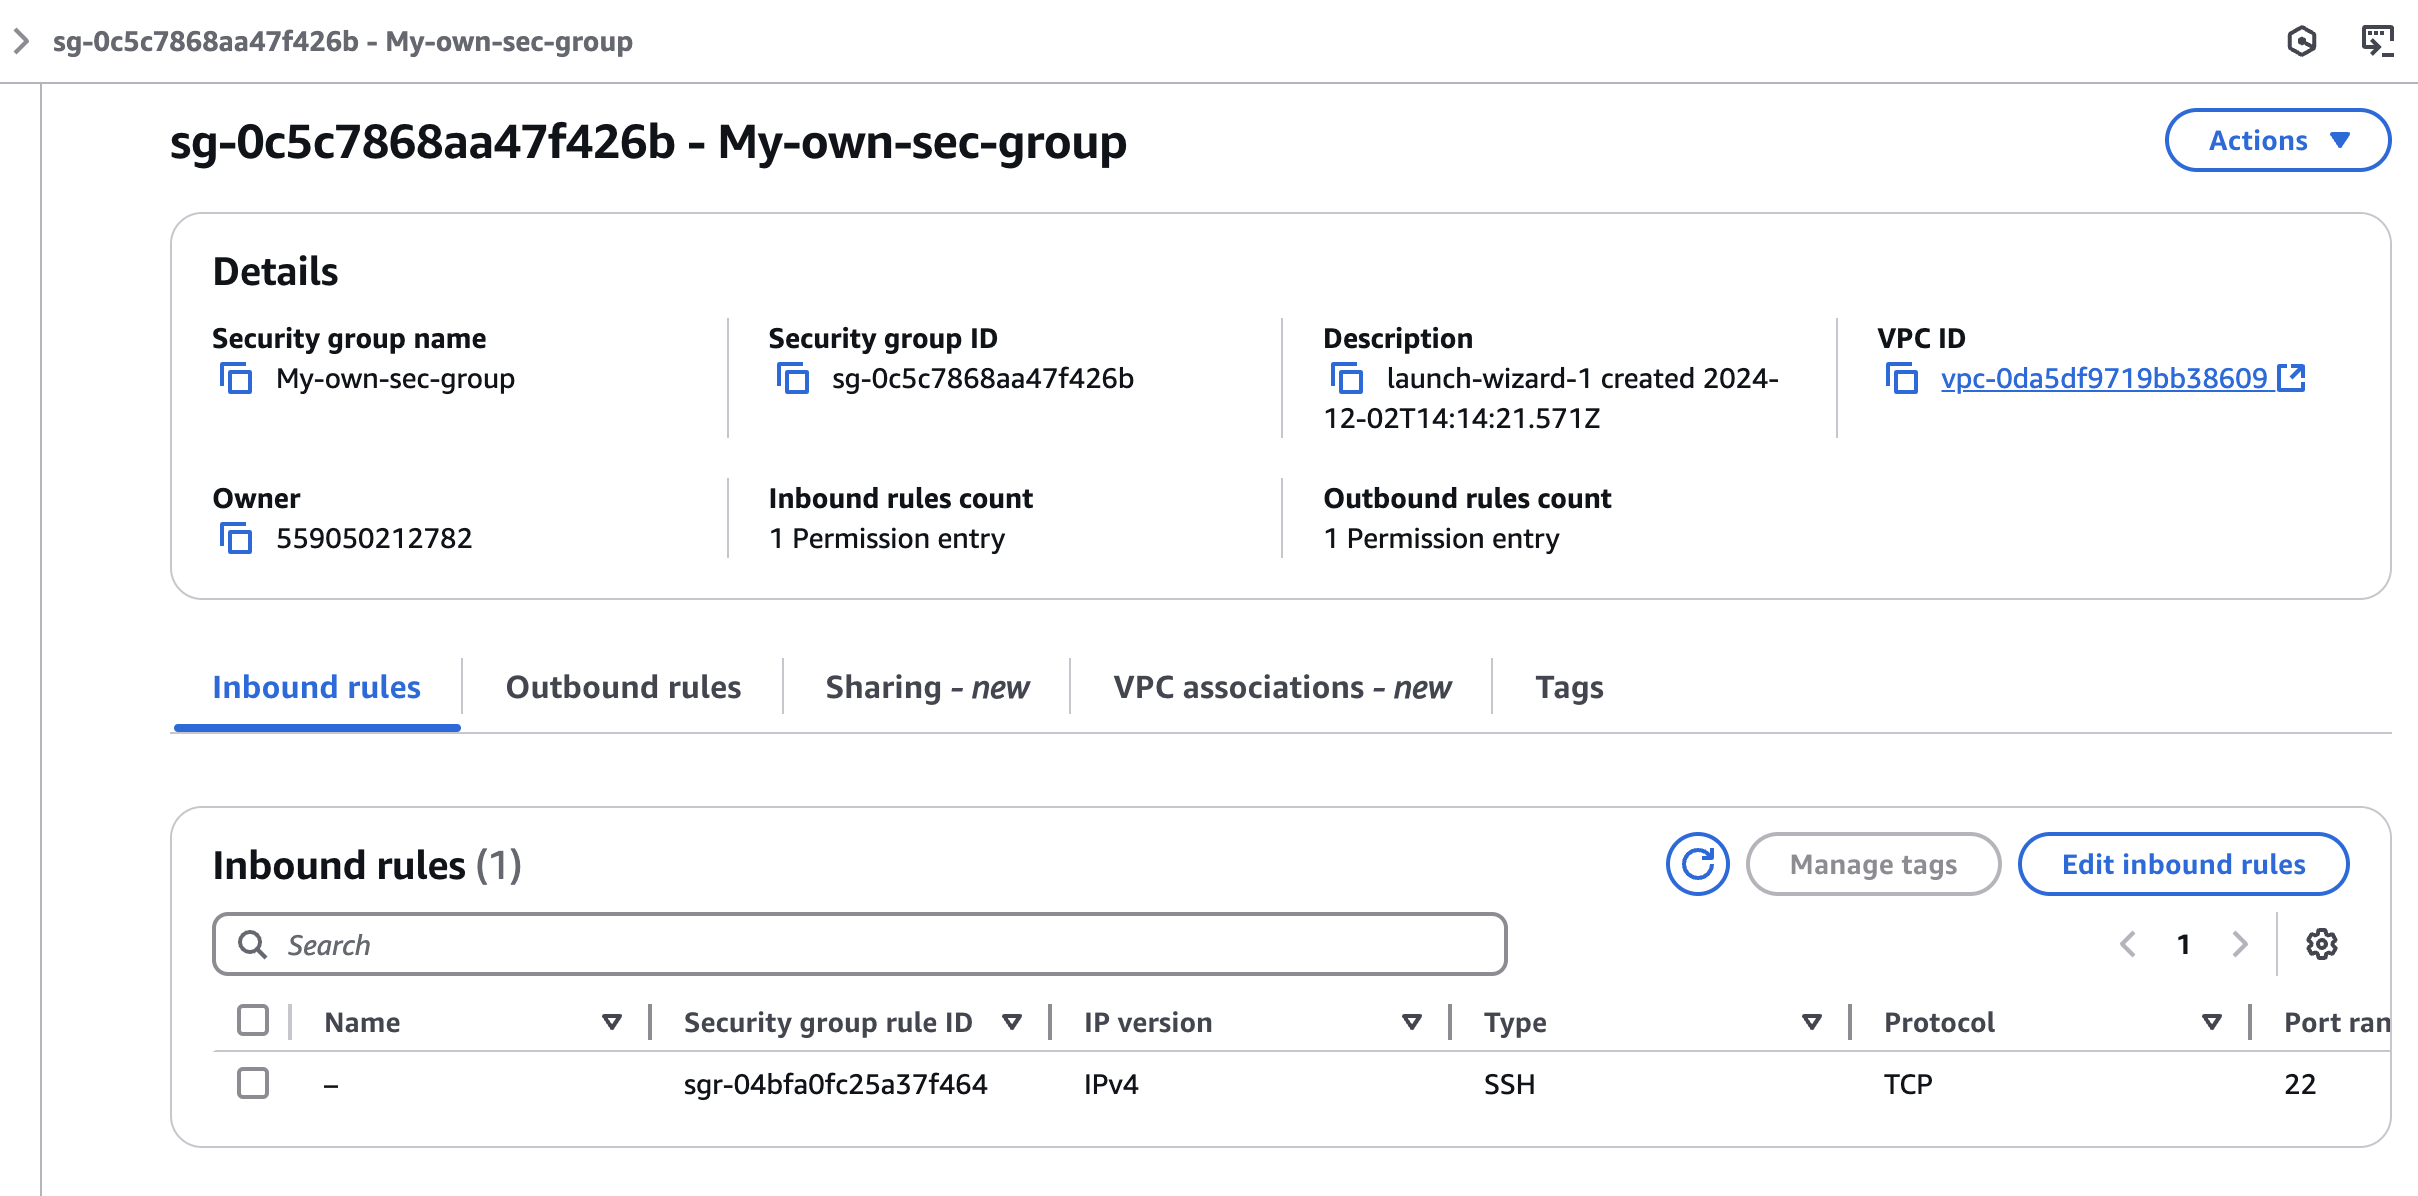 sg-0c5c7868aa47f426b - My-own-sec-group
sg-0c5c7868aa47f426b - My-own-sec-group
Actions
Details
Security group name
My-own-sec-group
Security group ID
sg-0c5c7868aa47f426b
Description
launch-wizard-1 created 2024-
12-02T14:14:21.571Z
VPC ID
vpc-0da5df9719bb38609
Owner
559050212782
Inbound rules count
1 Permission entry
Outbound rules count
1 Permission entry
Inbound rules
Outbound rules
Sharing - new
VPC associations - new
Tags
Inbound rules (1)
Manage tags
Edit inbound rules
Search
1
Name
Security group rule ID
IP version
Type
Protocol
Port ran
–
sgr-04bfa0fc25a37f464
IPv4
SSH
TCP
22